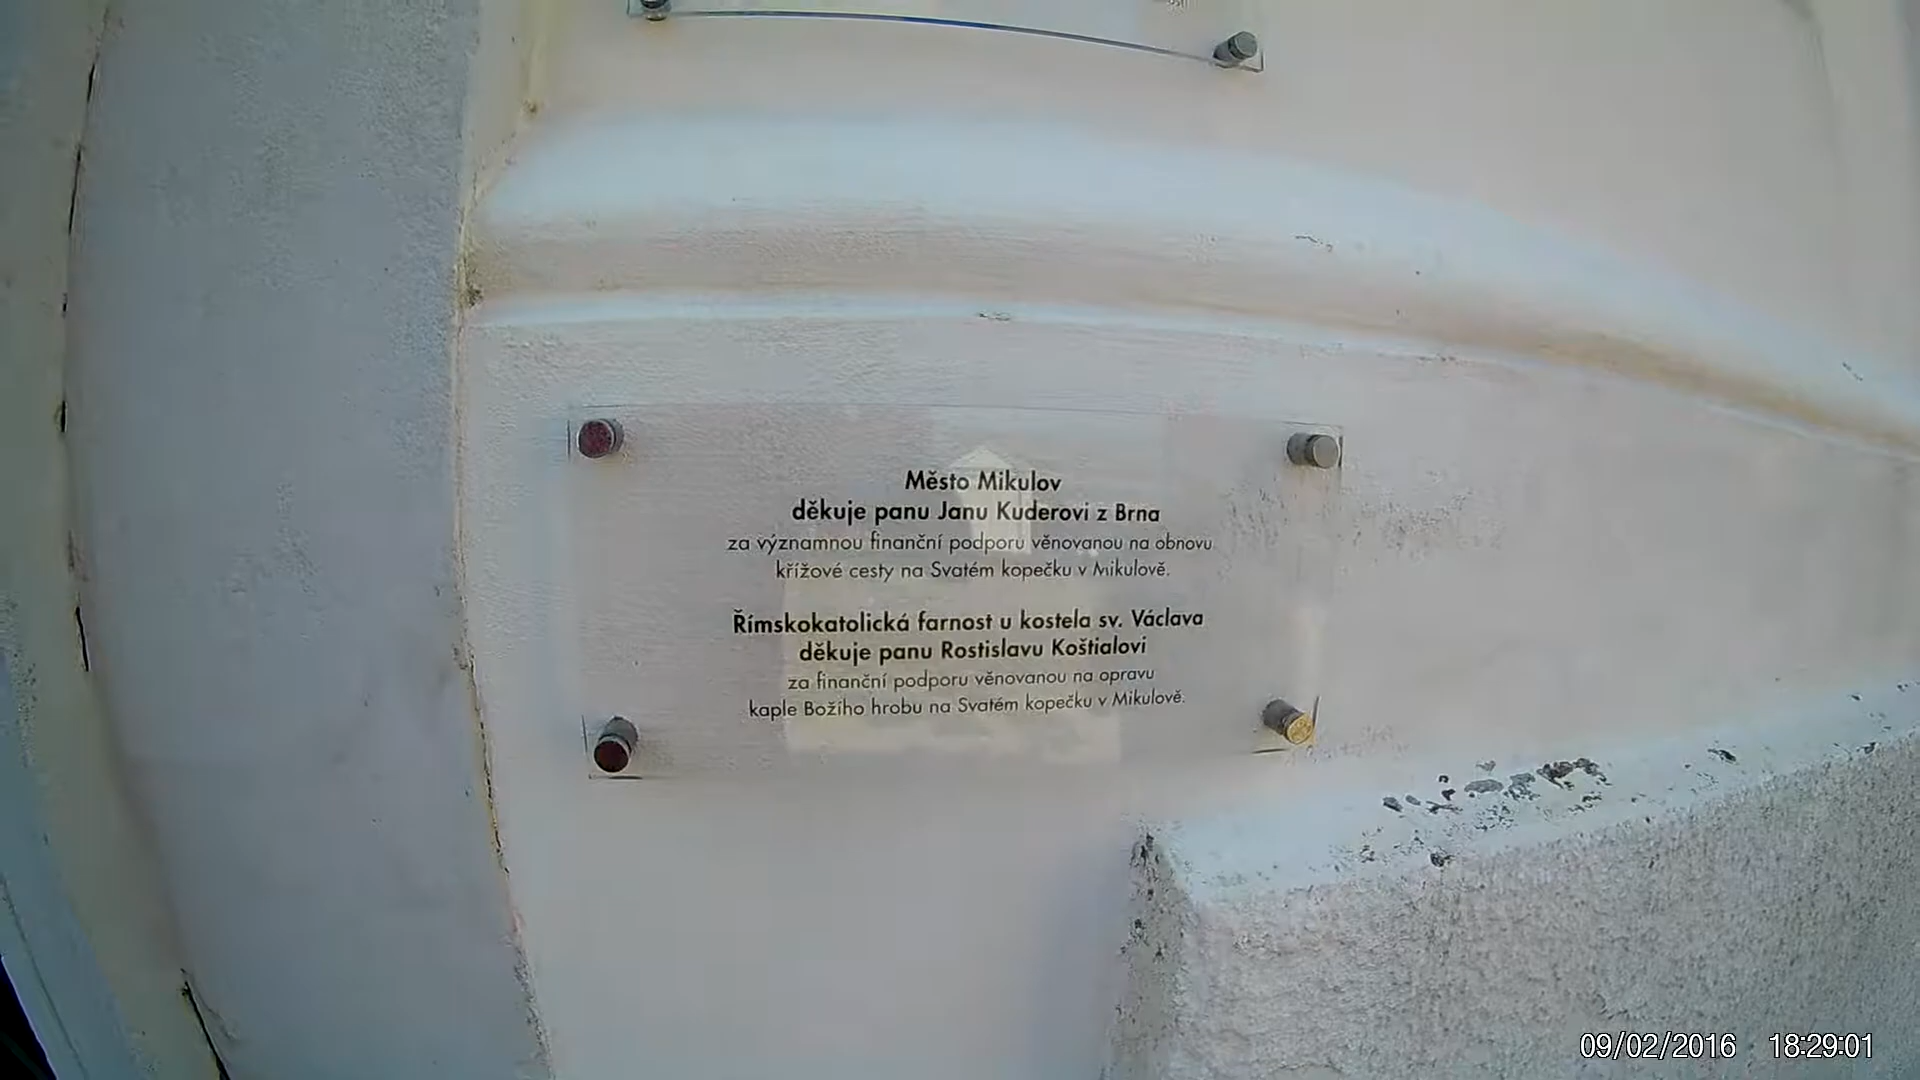 Město Mikulov
děkuje panu Janu Kuderovi z Brna
za významnou finanční podporu věnovanou na obnovu
křížové cesty na Svatém kopečku v Mikulově.
Římskokatolická farnost u kostela sv. Václava
děkuje panu Rostislavu Koštialovi
za finanční podporu věnovanou na opravu
kaple Božího hrobu na Svatém kopečku v Mikulově.
09/02/2016 18:29:01